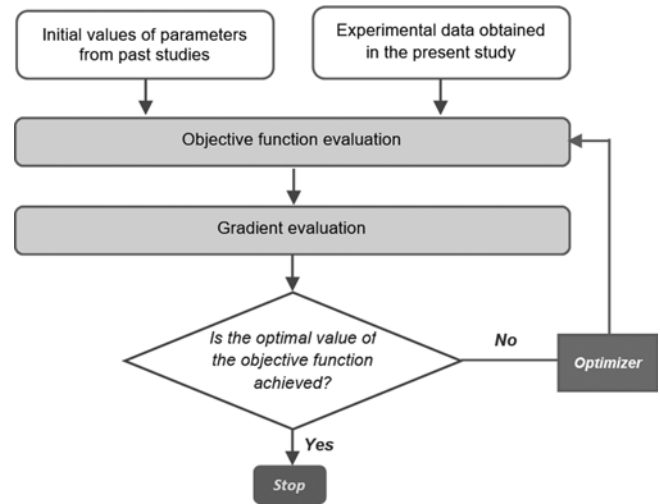 Initial values of parameters
from past studies
Experimental data obtained
in the present study
Objective function evaluation
Gradient evaluation
Is the optimal value of
the objective function
achieved?
No
Optimizer
Yes
Stop